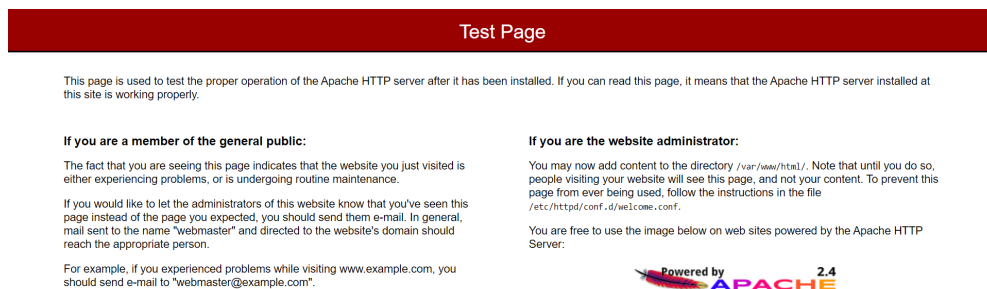 Test Page
This page is used to test the proper operation of the Apache HTTP server after it has been installed. If you can read this page, it means that the Apache HTTP server installed at
this site is working properly.
If you are a member of the general public:
The fact that you are seeing this page indicates that the website you just visited is
either experiencing problems, or is undergoing routine maintenance.
If you would like to let the administrators of this website know that you've seen this
page instead of the page you expected, you should send them e-mail. In general,
mail sent to the name "webmaster" and directed to the website's domain should
reach the appropriate person.
For example, if you experienced problems while visiting www.example.com, you
should send e-mail to "webmaster@example.com".
If you are the website administrator:
You may now add content to the directory /var/www/html/. Note that until you do so,
people visiting your website will see this page, and not your content. To prevent this
page from ever being used, follow the instructions in the file
/etc/httpd/conf.d/welcome.conf.
You are free to use the image below on web sites powered by the Apache HTTP
Server:
Powered by 2.4
APACHE